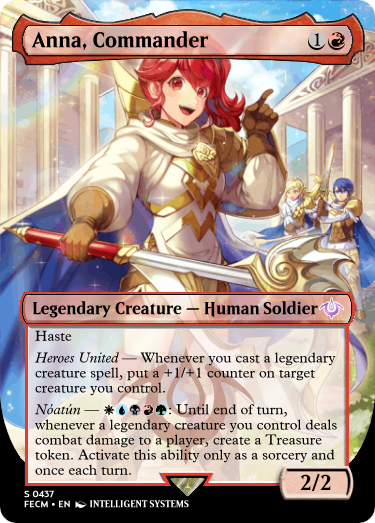 Anna, Commander 1
Legendary Creature — Human Soldier
Haste
Heroes United — Whenever you cast a legendary
creature spell, put a +1/+1 counter on target
creature you control.
Nóatún — : Until end of turn,
whenever a legendary creature you control deals
combat damage to a player, create a Treasure
token. Activate this ability only as a sorcery and
once each turn.
2/2
S 0437
FECM • EN INTELLIGENT SYSTEMS